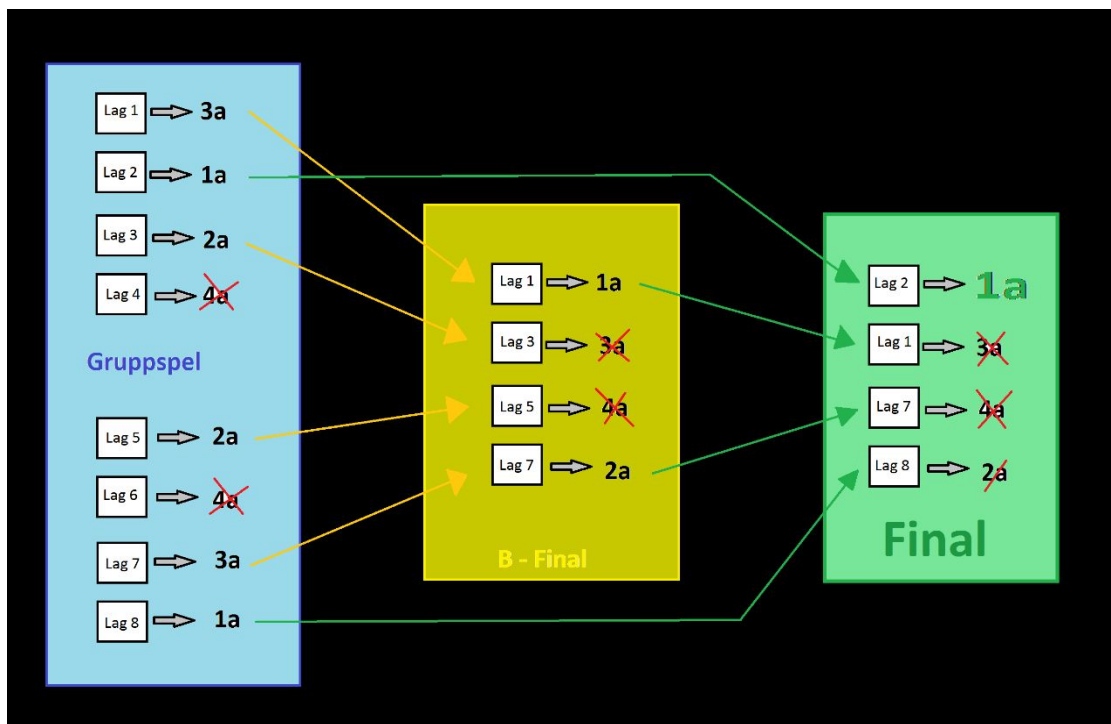 Lag 1 3a
Lag 2 1a
Lag 3 2a
Lag 4 4a
Gruppspel
Lag 5 2a
Lag 6 4a
Lag 7 3a
Lag 8 1a
Lag 1 1a
Lag 3 3a
Lag 5 4a
Lag 7 2a
B - Final
Lag 2 1a
Lag 1 3a
Lag 7 4a
Lag 8 2a
Final